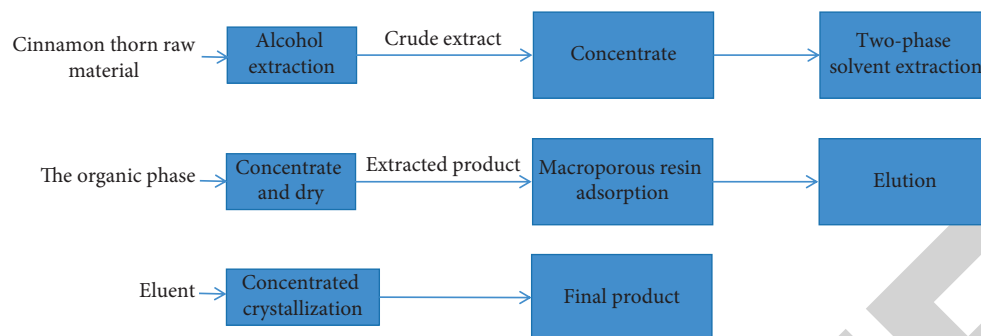 Cinnamon thorn raw
material
Alcohol
extraction
Crude extract
Concentrate
Two-phase
solvent extraction
The organic phase
Concentrate
and dry
Extracted product
Macroporous resin
adsorption
Elution
Eluent
Concentrated
crystallization
Final product